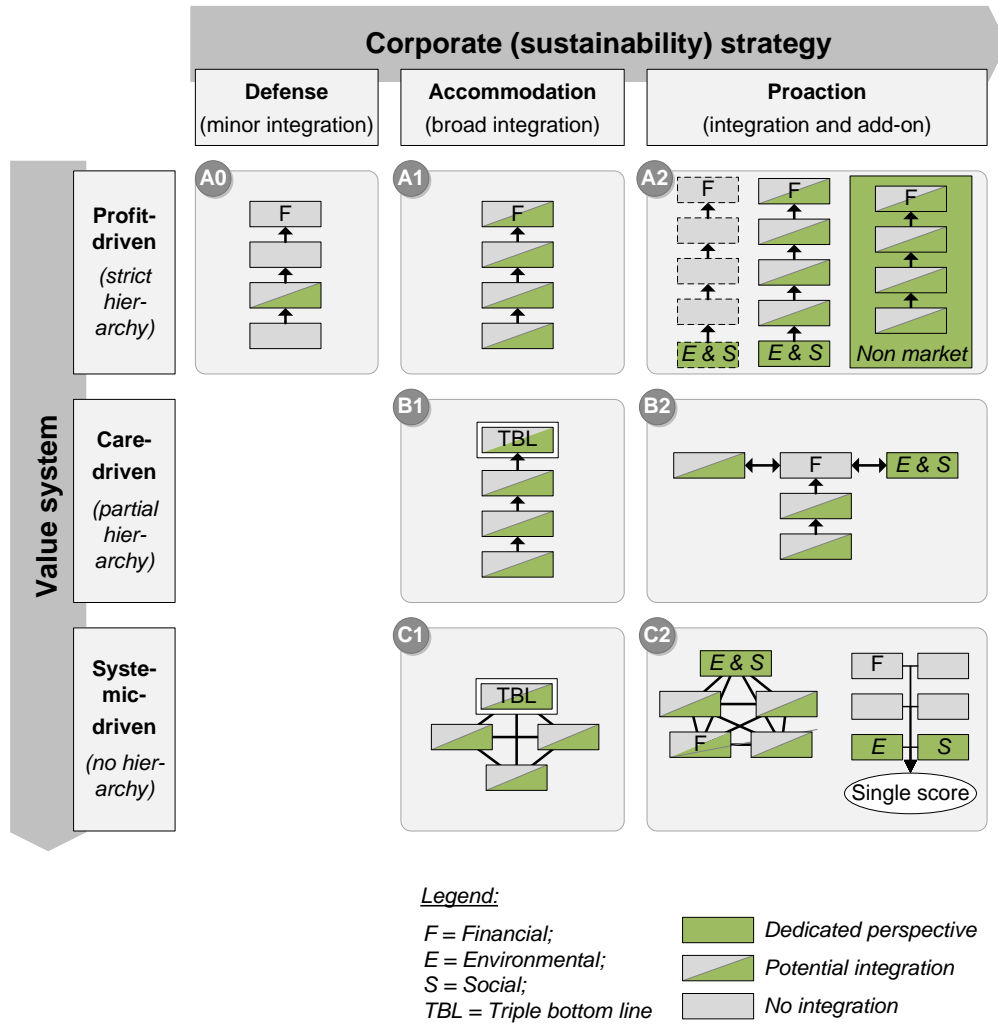 Corporate (sustainability) strategy
Defense
(minor integration)
Accommodation
(broad integration)
Proaction
(integration and add-on)
Value system
Profit-
driven
(strict
hier-
archy)
A0
F
A1
F
A2
F
F
F
E & S
E & S
Non market
Care-
driven
(partial
hier-
archy)
B1
TBL
B2
F
E & S
Syste-
mic-
driven
(no hier-
archy)
C1
TBL
C2
E & S
F
F
E
S
Single score
Legend:
F = Financial;
E = Environmental;
S = Social;
TBL = Triple bottom line
Dedicated perspective
Potential integration
No integration